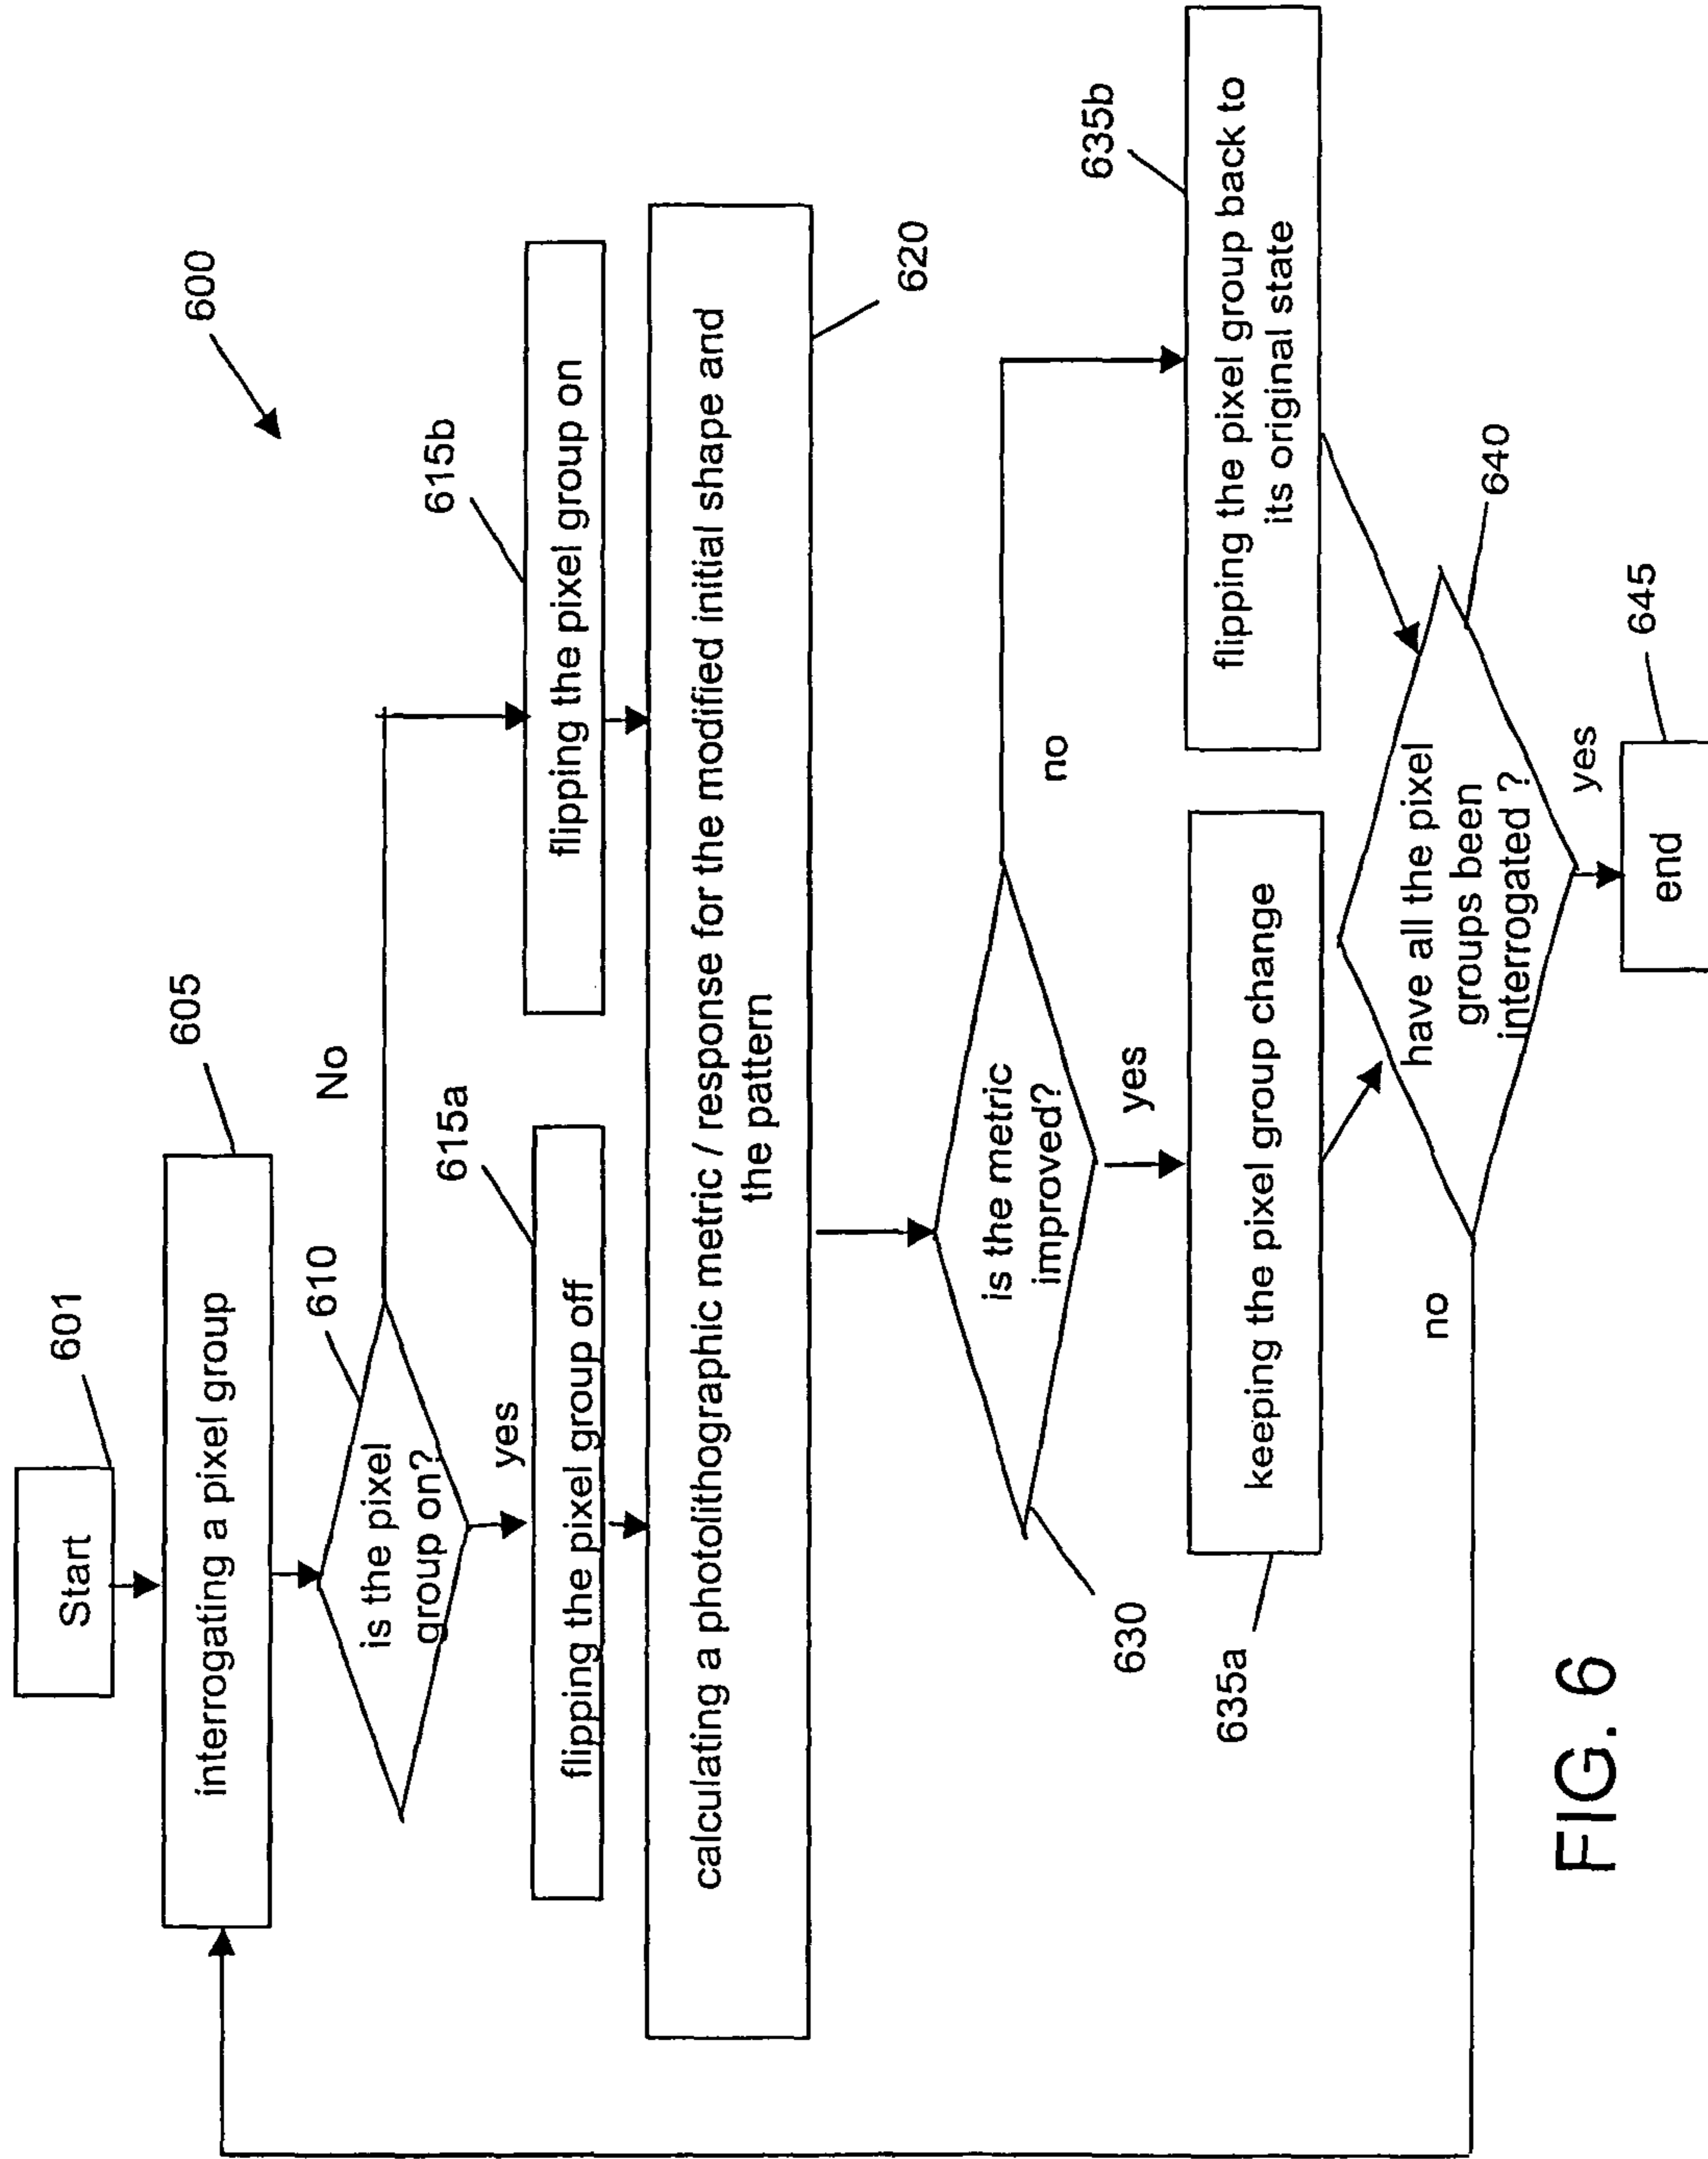 600
Start
601
interrogating a pixel group
605
is the pixel
group on?
610
No
yes
flipping the pixel group off
615a
flipping the pixel group on
615b
calculating a photolithographic metric / response for the modified initial shape and
the pattern
620
is the metric
improved?
630
no
yes
keeping the pixel group change
635a
flipping the pixel group back to
its original state
635b
have all the pixel
groups been
interrogated ?
640
no
yes
end
645
FIG. 6